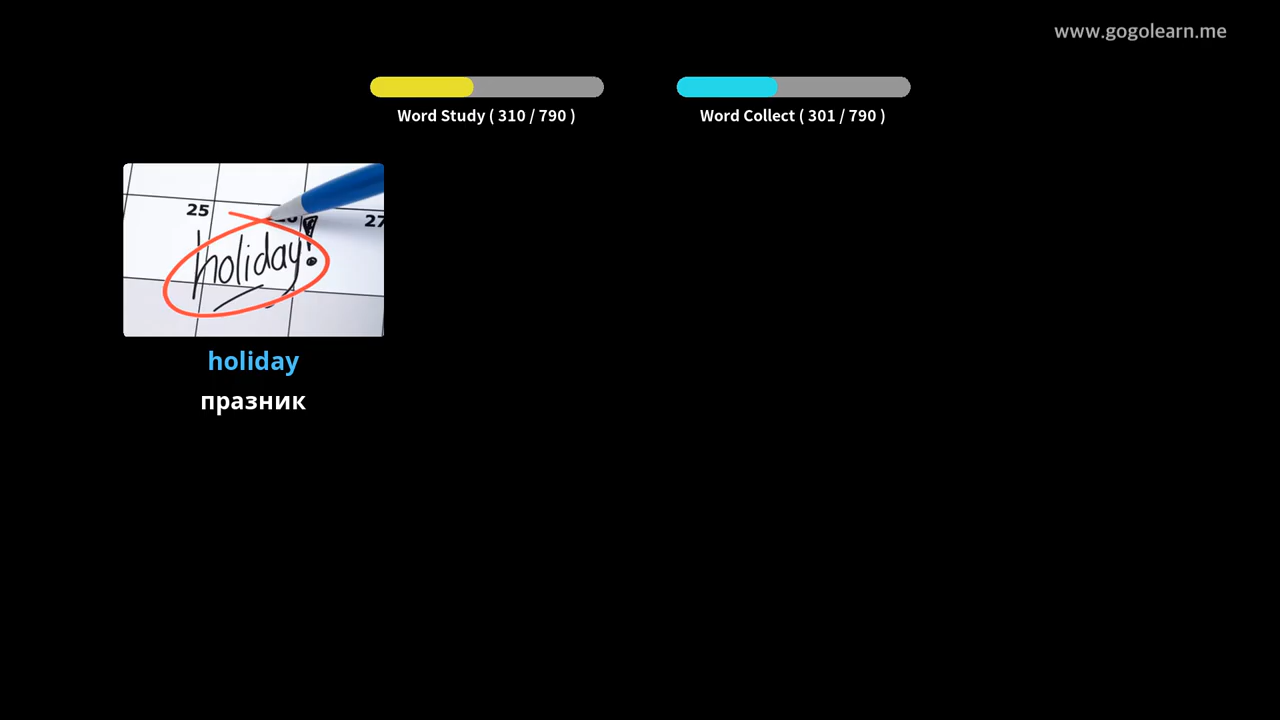 www.gogolearn.me
Word Study ( 310 / 790 )
Word Collect ( 301 / 790 )
25
27
holiday!
holiday
празник